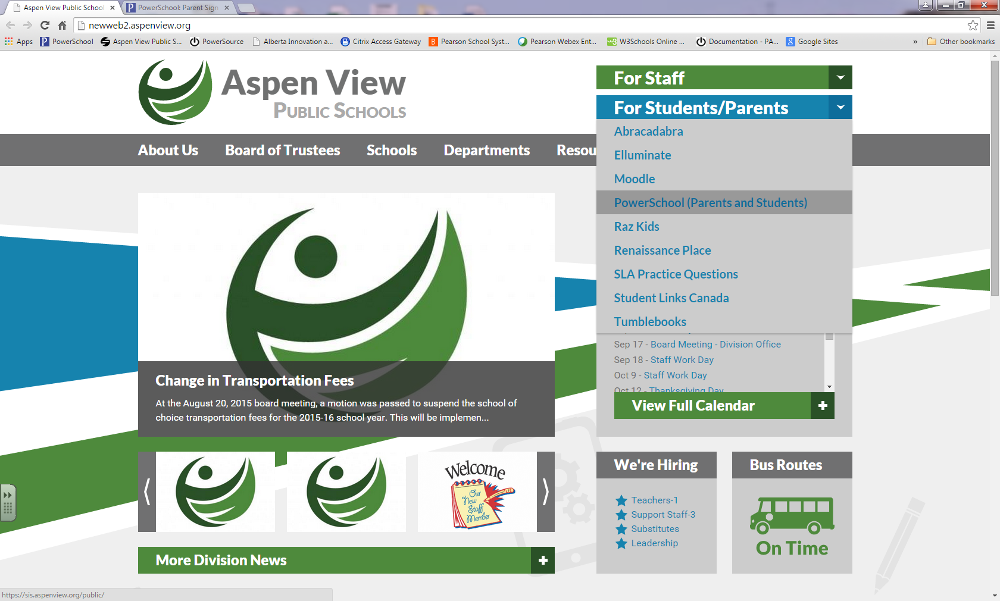 Aspen View Public School
PowerSchool: Parent Sign
newweb2.aspenview.org
Apps
PowerSchool
Aspen View Public S...
PowerSource
Alberta Innovation a...
Citrix Access Gateway
Pearson School Syst...
Pearson Webex Ent...
W3Schools Online ...
Documentation - PA...
Google Sites
»
Other bookmarks
Aspen View
Public Schools
For Staff
For Students/Parents
Abracadabra
Elluminate
Moodle
PowerSchool (Parents and Students)
Raz Kids
Renaissance Place
SLA Practice Questions
Student Links Canada
Tumblebooks
About Us
Board of Trustees
Schools
Departments
Resou
Change in Transportation Fees
At the August 20, 2015 board meeting, a motion was passed to suspend the school of
choice transportation fees for the 2015-16 school year. This will be implemen...
Sep 17 - Board Meeting - Division Office
Sep 18 - Staff Work Day
Oct 9 - Staff Work Day
Oct 12 - Thanksgiving Day
View Full Calendar
Welcome
Our
New
Staff
Member
More Division News
We're Hiring
Teachers-1
Support Staff-3
Substitutes
Leadership
Bus Routes
On Time
https://sis.aspenview.org/public/